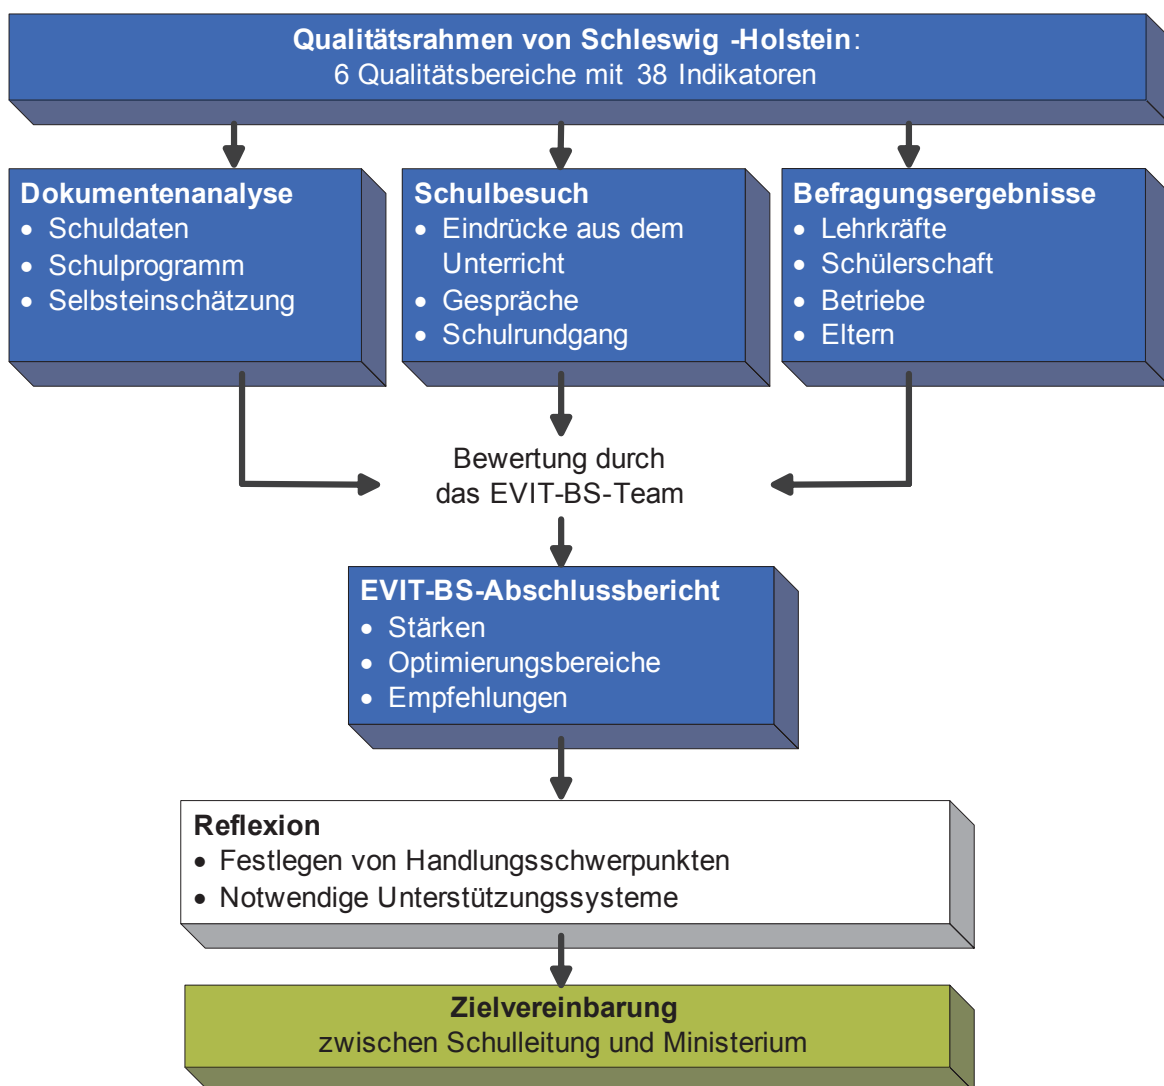 Qualitätsrahmen von Schleswig -Holstein:
6 Qualitätsbereiche mit 38 Indikatoren
Dokumentenanalyse
• Schuldaten
• Schulprogramm
• Selbsteinschätzung
Schulbesuch
• Eindrücke aus dem
Unterricht
• Gespräche
• Schulrundgang
Befragungsergebnisse
• Lehrkräfte
• Schülerschaft
• Betriebe
• Eltern
Bewertung durch
das EVIT-BS-Team
EVIT-BS-Abschlussbericht
• Stärken
• Optimierungsbereiche
• Empfehlungen
Reflexion
• Festlegen von Handlungsschwerpunkten
• Notwendige Unterstützungssysteme
Zielvereinbarung
zwischen Schulleitung und Ministerium